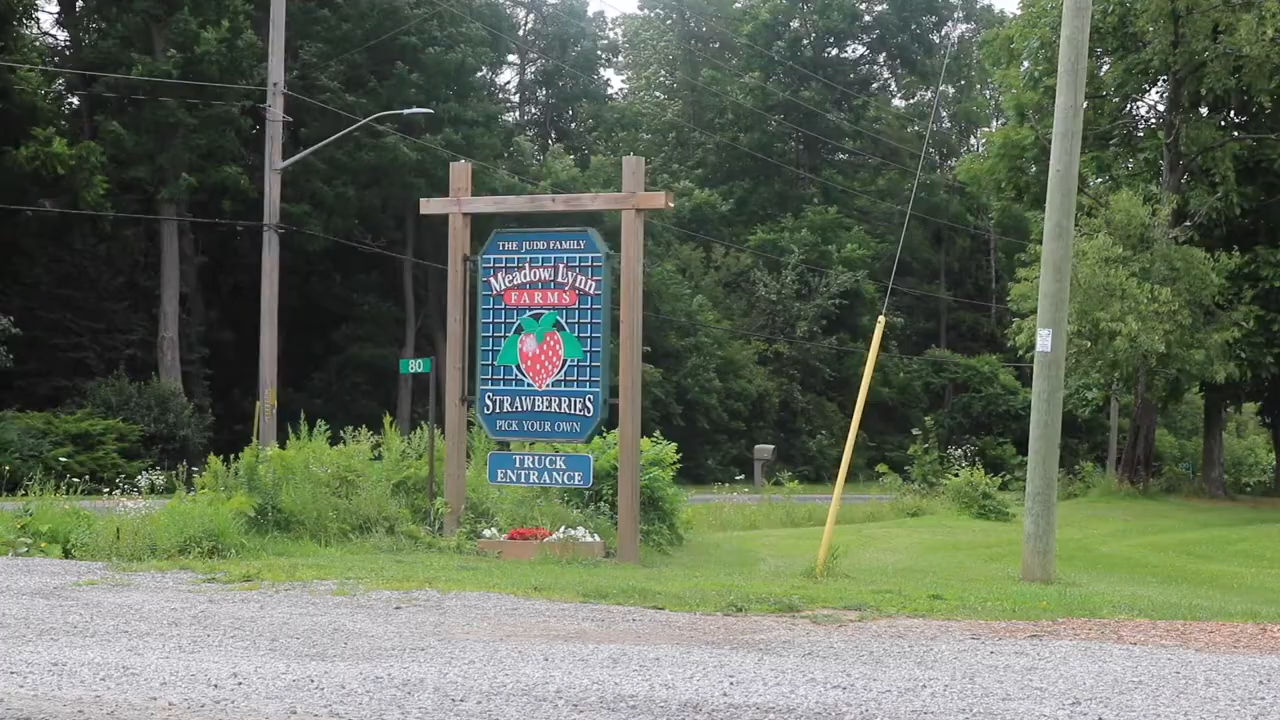 THE JUDD FAMILY
Meadow Lynn
FARMS
STRAWBERRIES
PICK YOUR OWN
TRUCK
ENTRANCE
80